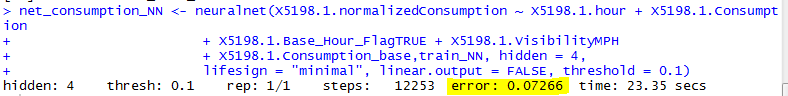 > net_consumption_NN <- neuralnet(X5198.1.normalizedConsumption ~ X5198.1.hour + X5198.1.Consumpt
ion
+ + X5198.1.Base_Hour_FlagTRUE + X5198.1.VisibilityMPH
+ + X5198.1.Consumption_base,train_NN, hidden = 4,
+ lifesign = "minimal", linear.output = FALSE, threshold = 0.1)
hidden: 4 thresh: 0.1 rep: 1/1 steps: 12253 error: 0.07266 time: 23.35 secs